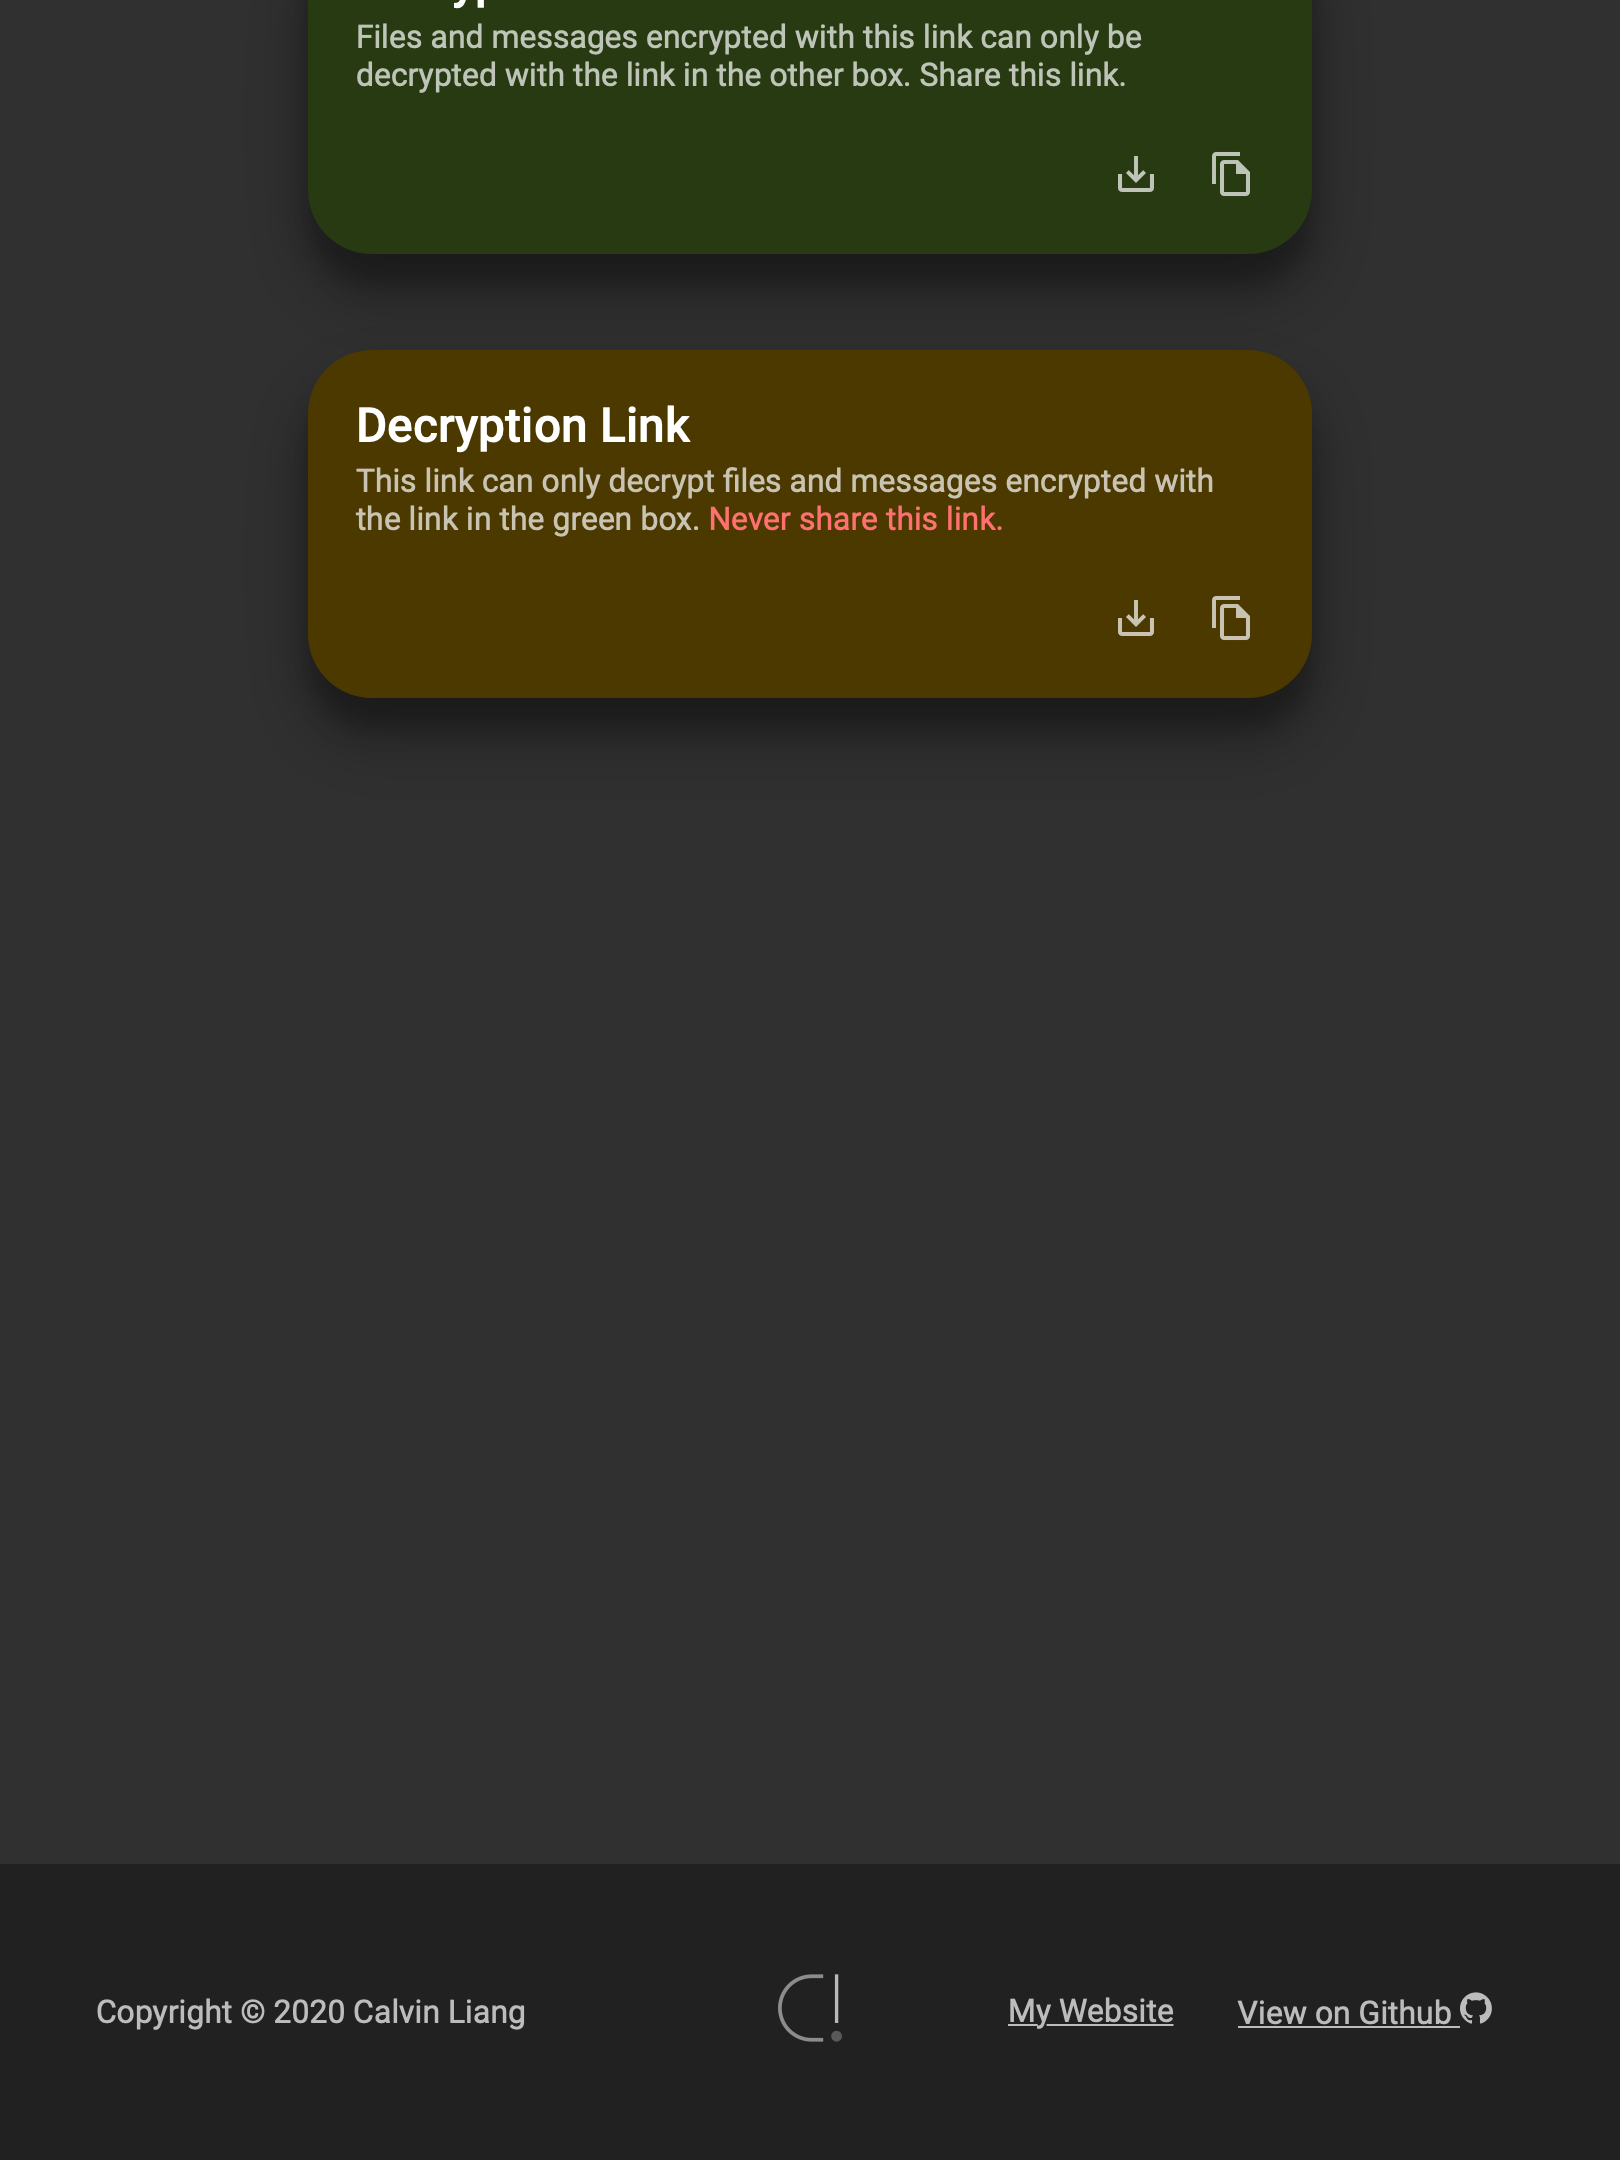 Files and messages encrypted with this link can only be
decrypted with the link in the other box. Share this link.
Decryption Link
This link can only decrypt files and messages encrypted with
the link in the green box. Never share this link.
Copyright © 2020 Calvin Liang
My Website
View on Github